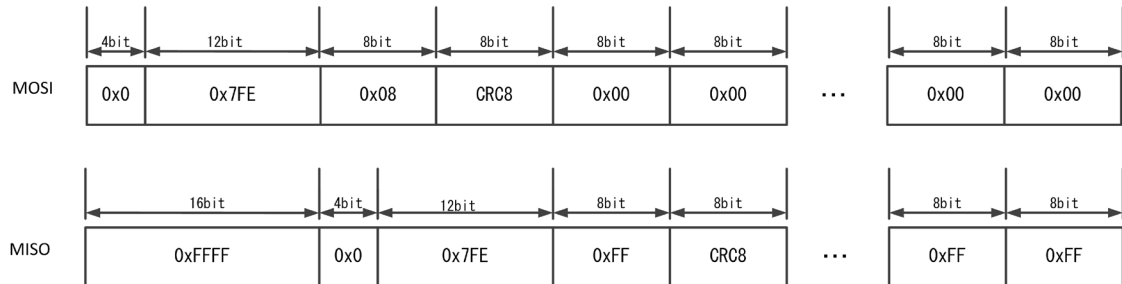 4bit 12bit 8bit 8bit 8bit 8bit 8bit 8bit
MOSI 0x0 0x7FE 0x08 CRC8 0x00 0x00 ... 0x00 0x00
16bit 4bit 12bit 8bit 8bit 8bit 8bit
MISO 0xFFFF 0x0 0x7FE 0xFF CRC8 ... 0xFF 0xFF